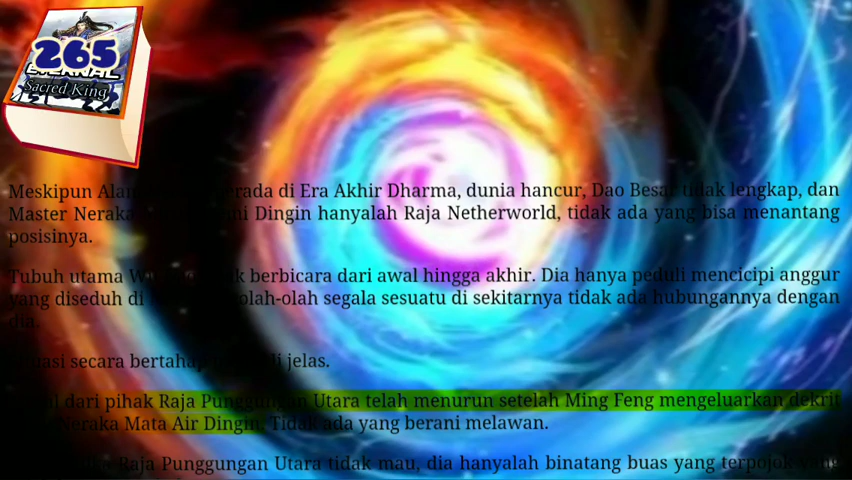 265
ETERNAL
Sacred King
Meskipun berada di Era Akhir Dharma, dunia hancur, Dao Besar tidak lengkap, dan
Master Neraka Dingin hanyalah Raja Netherworld, tidak ada yang bisa menantang
posisinya.
Tubuh utama berbicara dari awal hingga akhir. Dia hanya peduli mencicipi anggur
yang diseduh di seolah-olah segala sesuatu di sekitarnya tidak ada hubungannya dengan
dia.
secara bertahap jelas.
dari pihak Raja Punggungan Utara telah menurun setelah Ming Feng mengeluarkan dekrit
Neraka Mata Air Dingin. Tidak ada yang berani melawan.
Raja Punggungan Utara tidak mau, dia hanyalah binatang buas yang terpojok yang